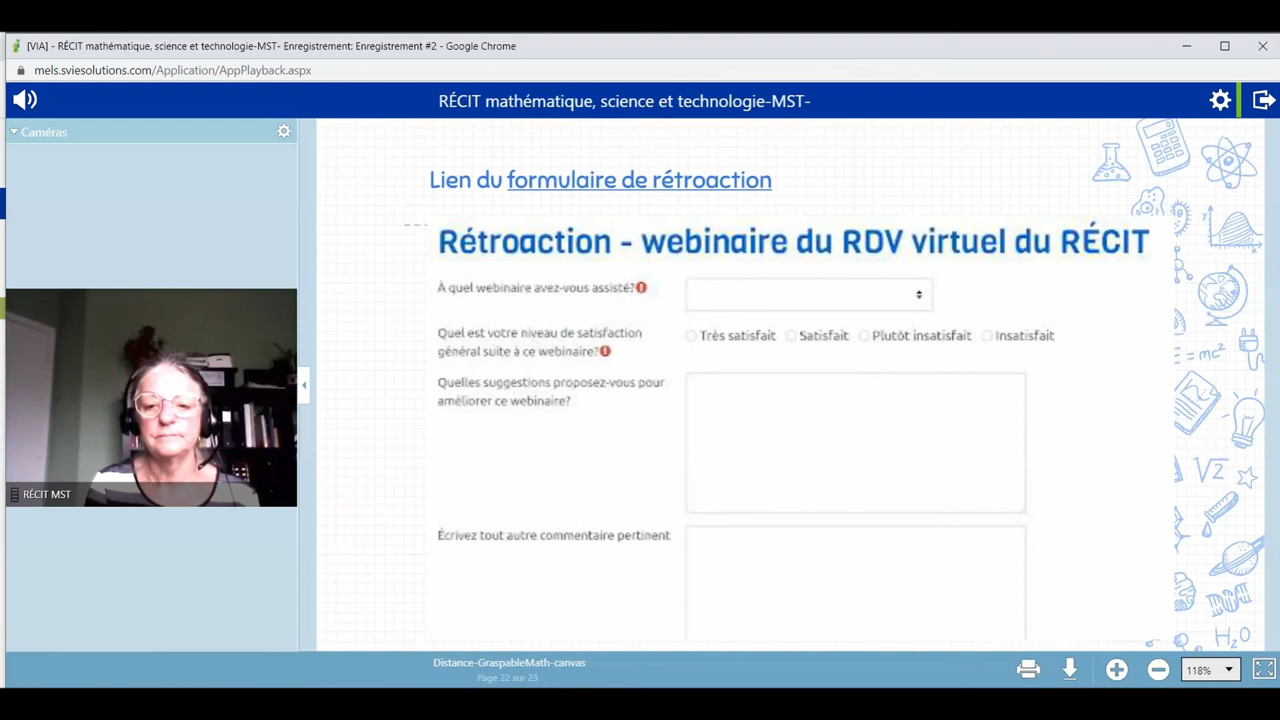 [VIA] - RÉCIT mathématique, science et technologie-MST- Enregistrement: Enregistrement #2 - Google Chrome
mels.sviesolutions.com/Application/AppPlayback.aspx
RÉCIT mathématique, science et technologie-MST-
Caméras
Lien du formulaire de rétroaction
Rétroaction - webinaire du RDV virtuel du RÉCIT
À quel webinaire avez-vous assisté?
Quel est votre niveau de satisfaction
général suite à ce webinaire?
Très satisfait Satisfait Plutôt insatisfait Insatisfait
Quelles suggestions proposez-vous pour
améliorer ce webinaire?
Écrivez tout autre commentaire pertinent
= mc²
√2
H₂O
RÉCIT MST
Distance-GraspableMath-canvas
Page 22 sur 23
118%